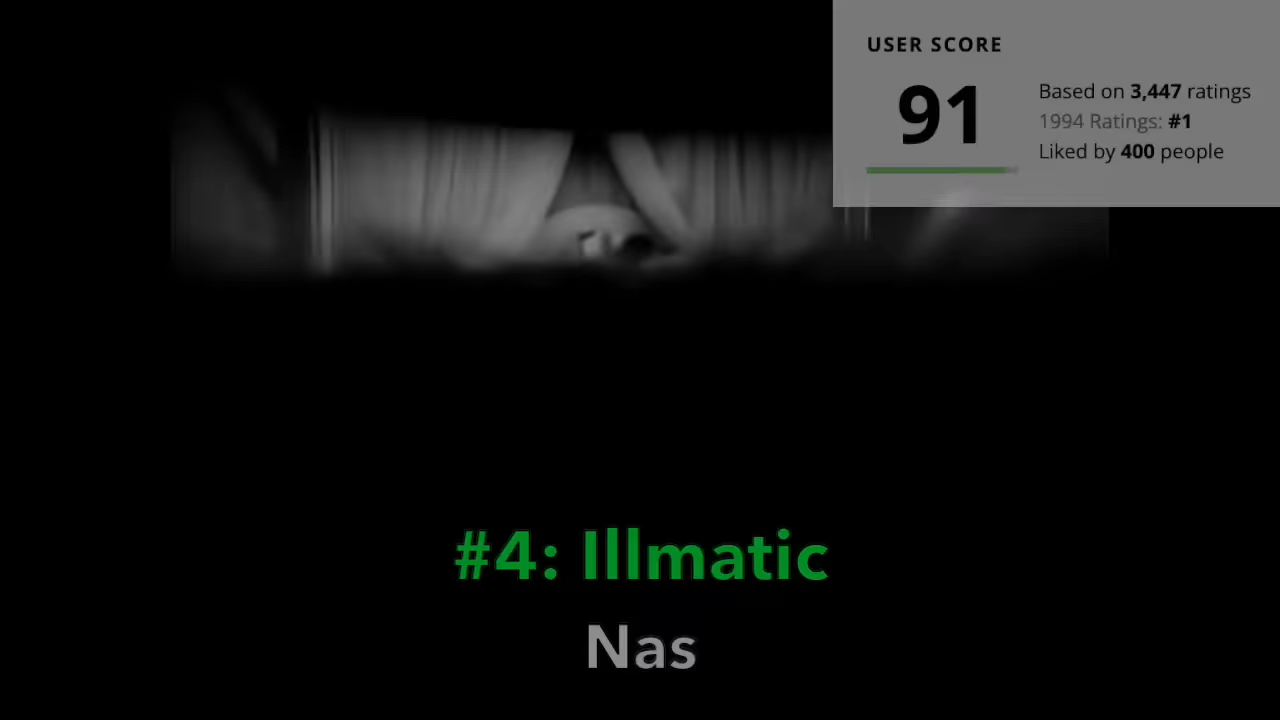 USER SCORE
91
Based on 3,447 ratings
1994 Ratings: #1
Liked by 400 people
#4: Illmatic
Nas